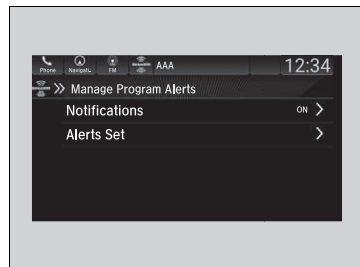 Phone Navigati.. FM AAA 12:34
Manage Program Alerts
Notifications ON
Alerts Set